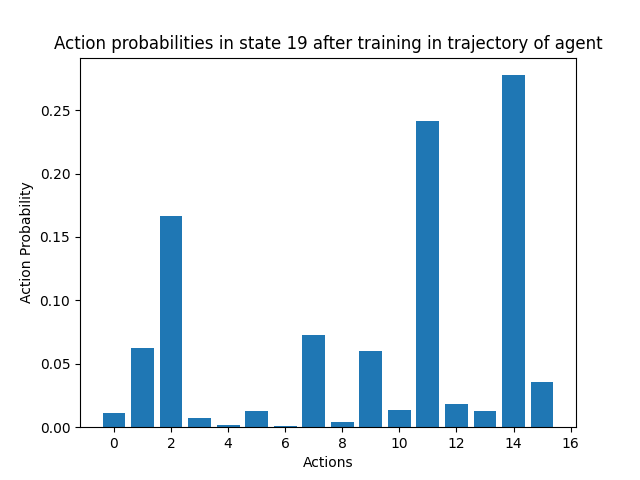 Action probabilities in state 19 after training in trajectory of agent
0.25
0.20
0.15
0.10
0.05
0.00
Action Probability
0 2 4 6 8 10 12 14 16
Actions